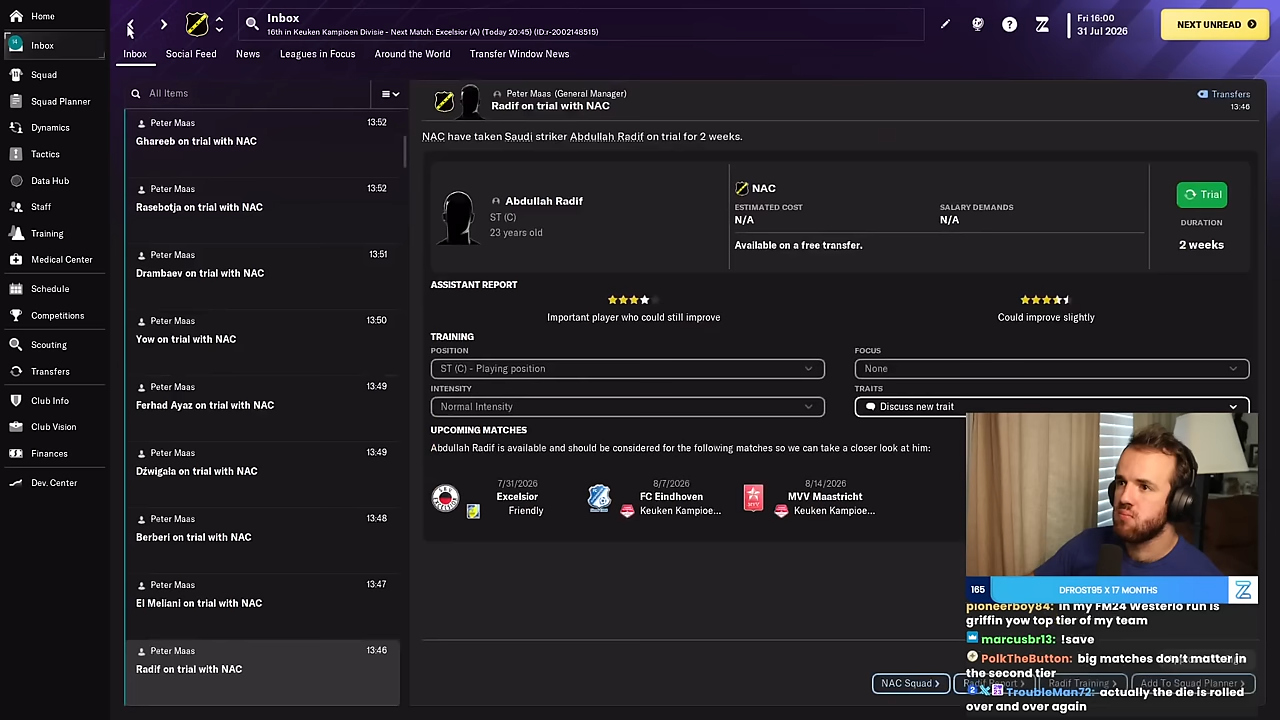 Home
Inbox
Squad
Squad Planner
Dynamics
Tactics
Data Hub
Staff
Training
Medical Center
Schedule
Competitions
Scouting
Transfers
Club Info
Club Vision
Finances
Dev. Center
Inbox
16th in Keuken Kampioen Divisie - Next Match: Excelsior (A) (Today 20:45) (ID:r-2002148515)
Fri 16:00
31 Jul 2026
NEXT UNREAD
Inbox
Social Feed
News
Leagues in Focus
Around the World
Transfer Window News
All Items
Peter Maas 13:52
Ghareeb on trial with NAC
Peter Maas 13:52
Rasebotja on trial with NAC
Peter Maas 13:51
Drambaev on trial with NAC
Peter Maas 13:50
Yow on trial with NAC
Peter Maas 13:49
Ferhad Ayaz on trial with NAC
Peter Maas 13:49
Dźwigala on trial with NAC
Peter Maas 13:48
Berberi on trial with NAC
Peter Maas 13:47
El Meliani on trial with NAC
Peter Maas 13:46
Radif on trial with NAC
Peter Maas (General Manager)
Radif on trial with NAC
Transfers
13:46
NAC have taken Saudi striker Abdullah Radif on trial for 2 weeks.
Abdullah Radif
ST (C)
23 years old
NAC
ESTIMATED COST
N/A
SALARY DEMANDS
N/A
Available on a free transfer.
Trial
DURATION
2 weeks
ASSISTANT REPORT
Important player who could still improve
Could improve slightly
TRAINING
POSITION
ST (C) - Playing position
FOCUS
None
INTENSITY
Normal Intensity
TRAITS
Discuss new trait
UPCOMING MATCHES
Abdullah Radif is available and should be considered for the following matches so we can take a closer look at him:
7/31/2026
Excelsior
Friendly
8/7/2026
FC Eindhoven
Keuken Kampioe...
8/14/2026
MVV Maastricht
Keuken Kampioe...
165
DFROST95 X 17 MONTHS
pioneerboy84: in my FM24 Westerlo run is
griffin yow top tier of my team
marcusbr13: !save
PolkTheButton: big matches don't matter in
the second tier
TroubleMan72: actually the die is rolled
over and over again
NAC Squad
Radif Report
Radif Training
Add To Squad Planner